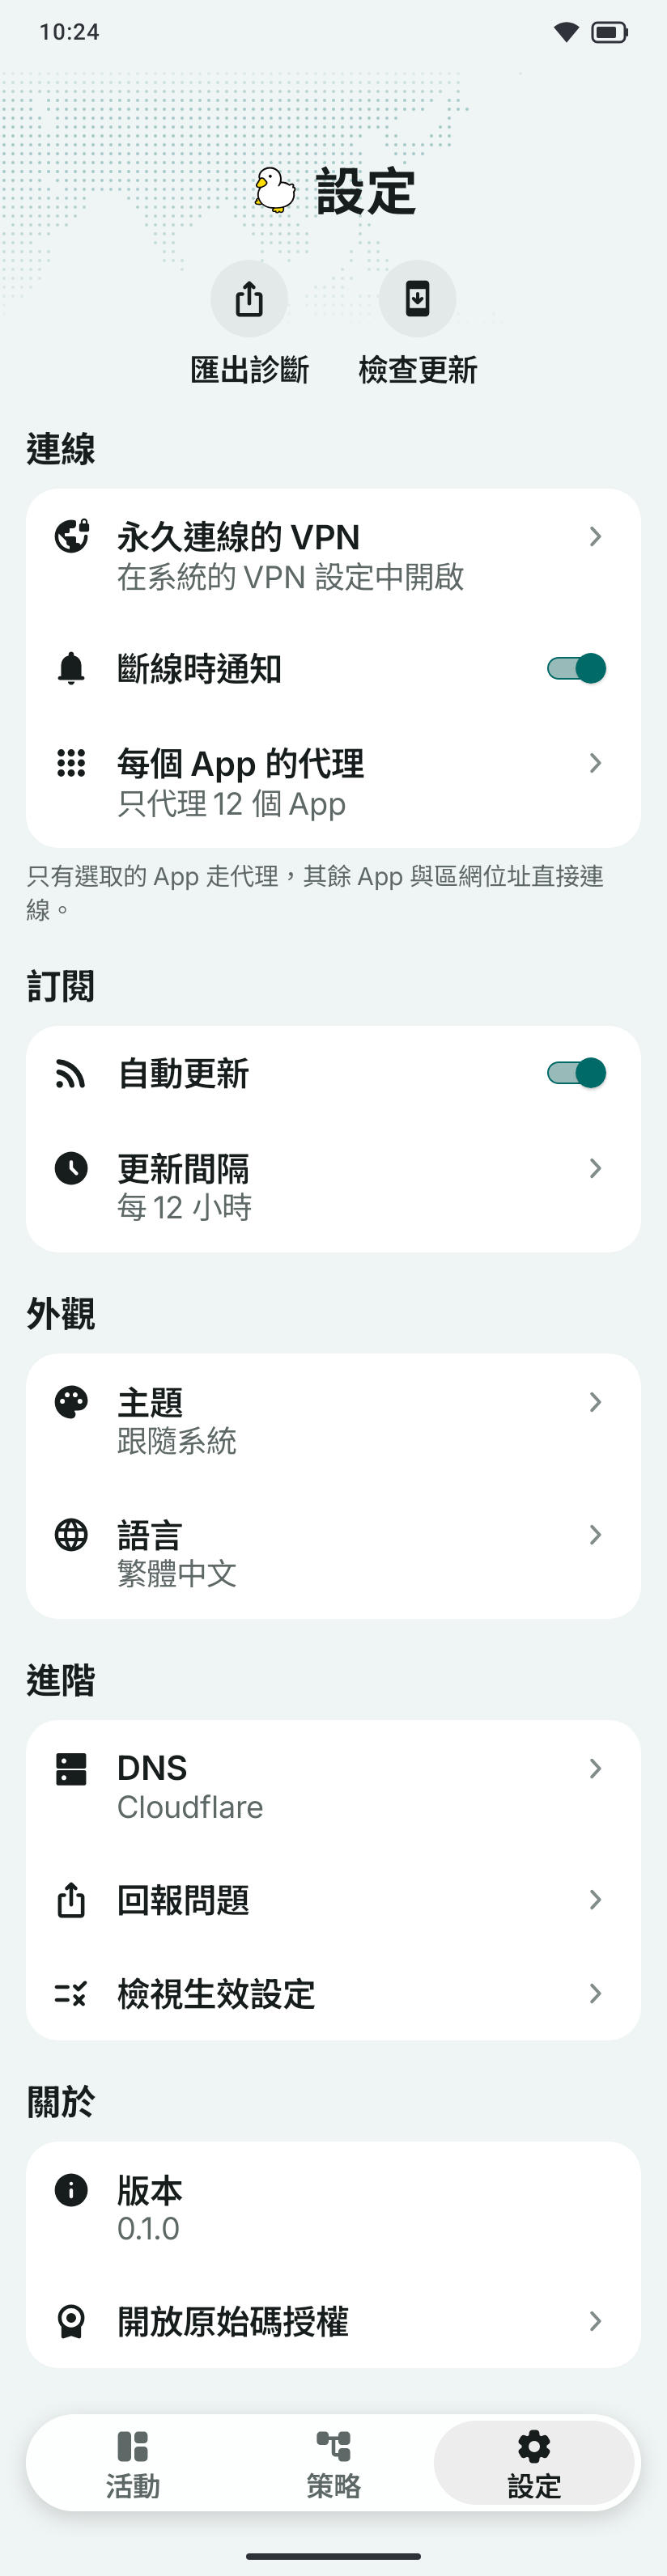 10:24
設定
匯出診斷
檢查更新
連線
永久連線的 VPN
在系統的 VPN 設定中開啟
斷線時通知
每個 App 的代理
只代理 12 個 App
只有選取的 App 走代理，其餘 App 與區網位址直接連
線。
訂閱
自動更新
更新間隔
每 12 小時
外觀
主題
跟隨系統
語言
繁體中文
進階
DNS
Cloudflare
回報問題
檢視生效設定
關於
版本
0.1.0
開放原始碼授權
活動
策略
設定